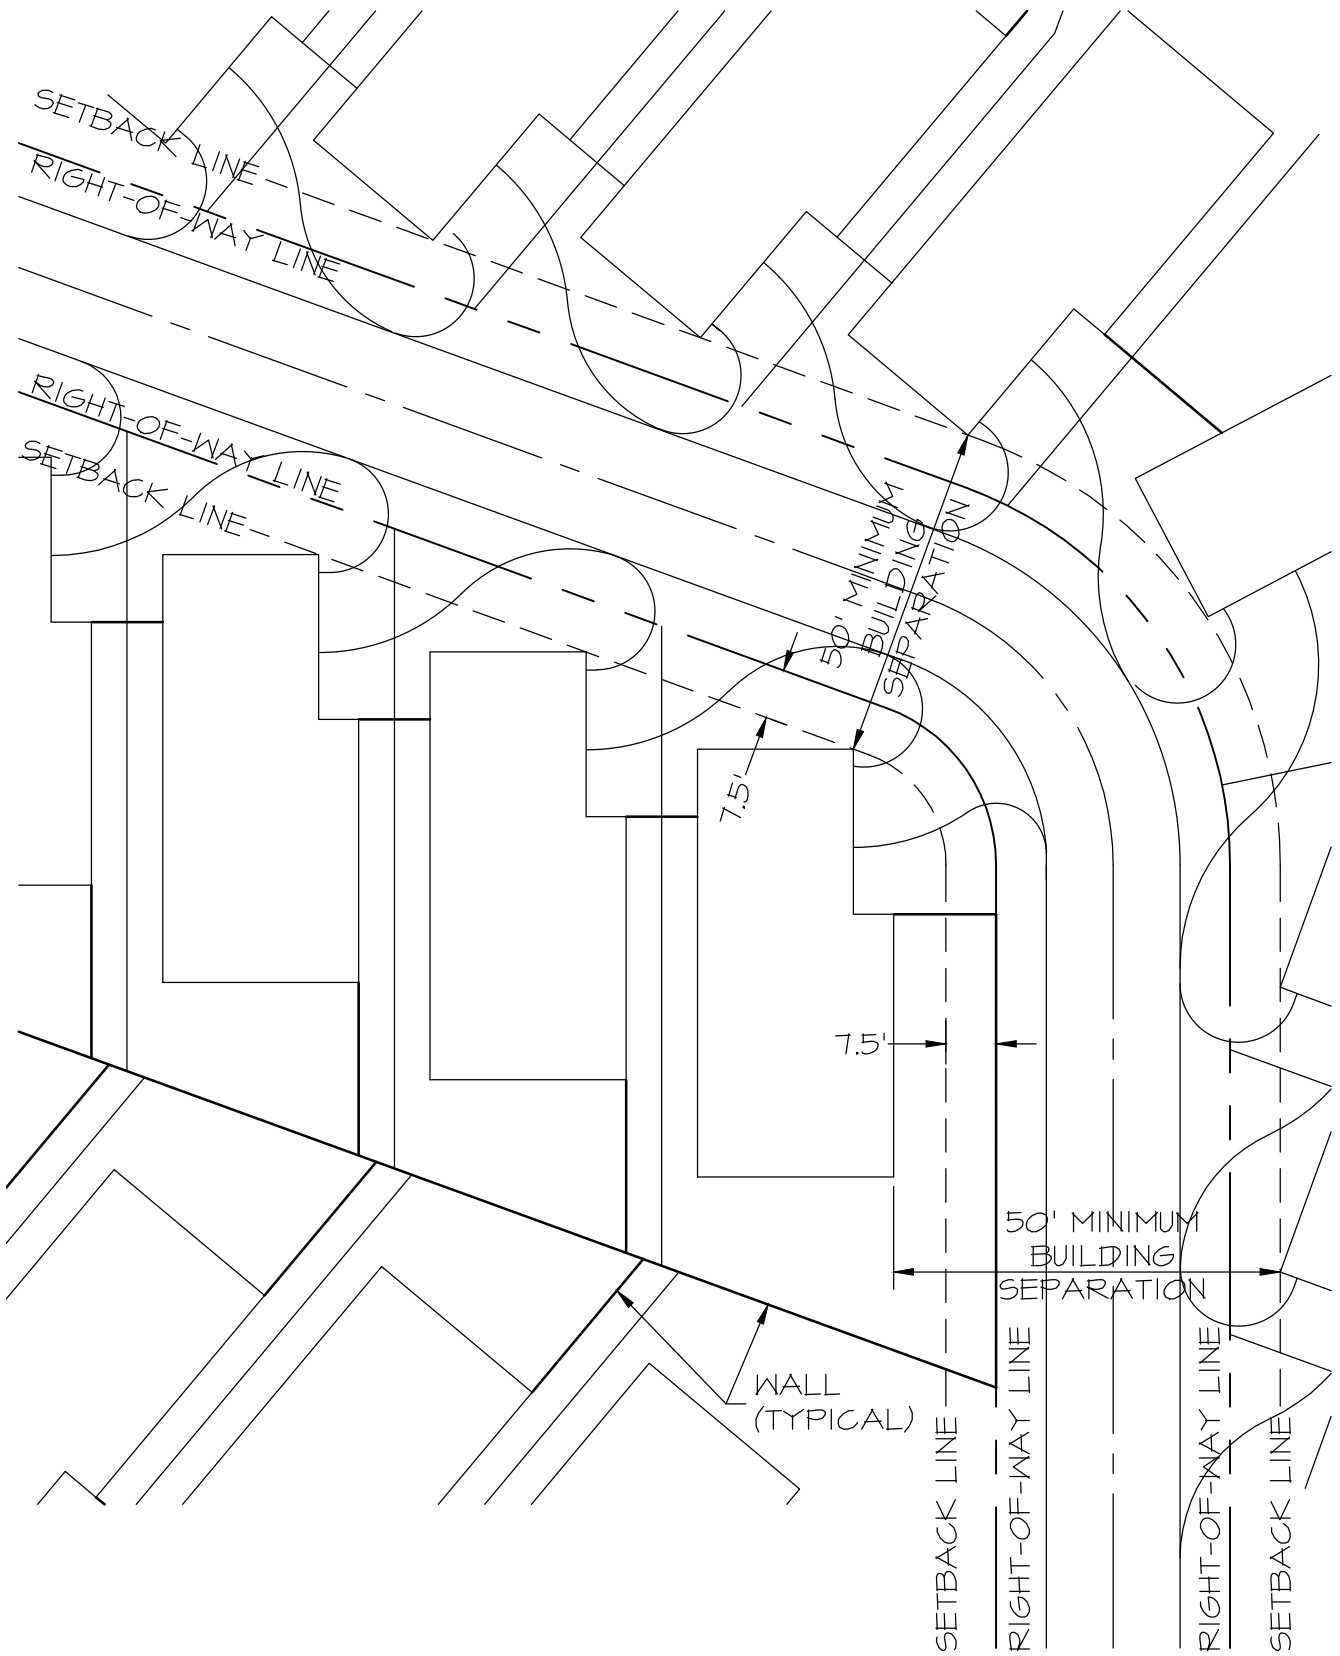 SETBACK LINE
RIGHT-OF-WAY LINE
RIGHT-OF-WAY LINE
SETBACK LINE
50' MINIMUM
BUILDING
SEPARATION
7.5'
7.5'
50' MINIMUM
BUILDING
SEPARATION
WALL
(TYPICAL)
SETBACK LINE
RIGHT-OF-WAY LINE
RIGHT-OF-WAY LINE
SETBACK LINE